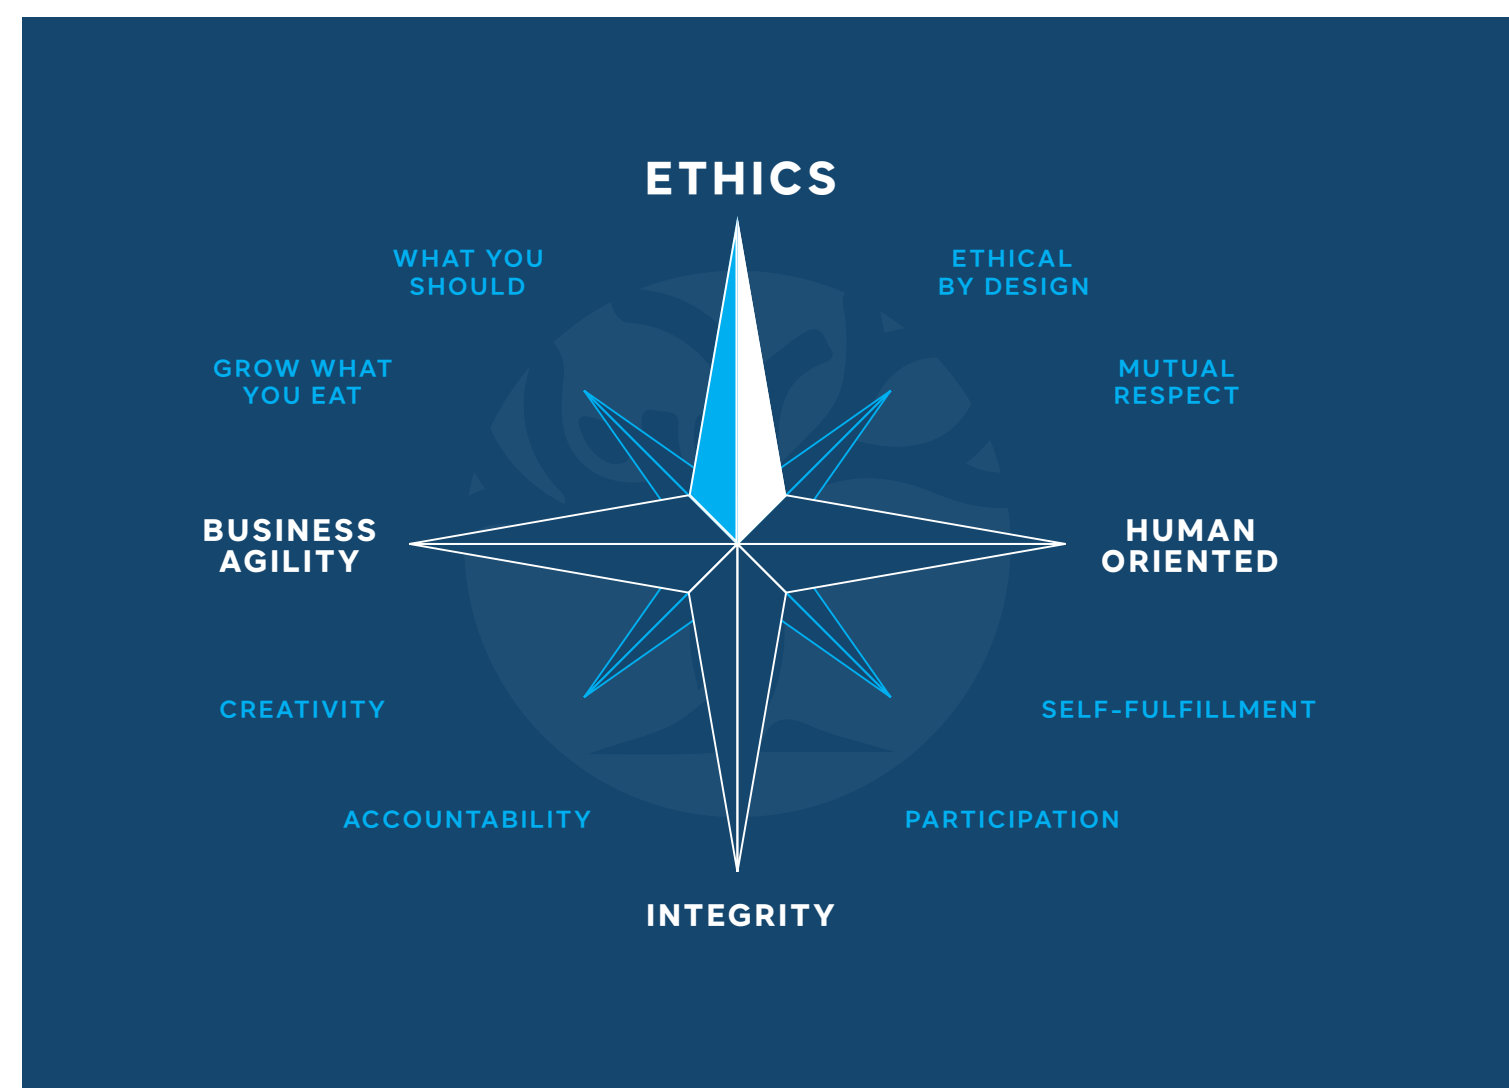 ETHICS
WHAT YOU
SHOULD
ETHICAL
BY DESIGN
GROW WHAT
YOU EAT
MUTUAL
RESPECT
BUSINESS
AGILITY
HUMAN
ORIENTED
CREATIVITY
SELF-FULFILLMENT
ACCOUNTABILITY
PARTICIPATION
INTEGRITY